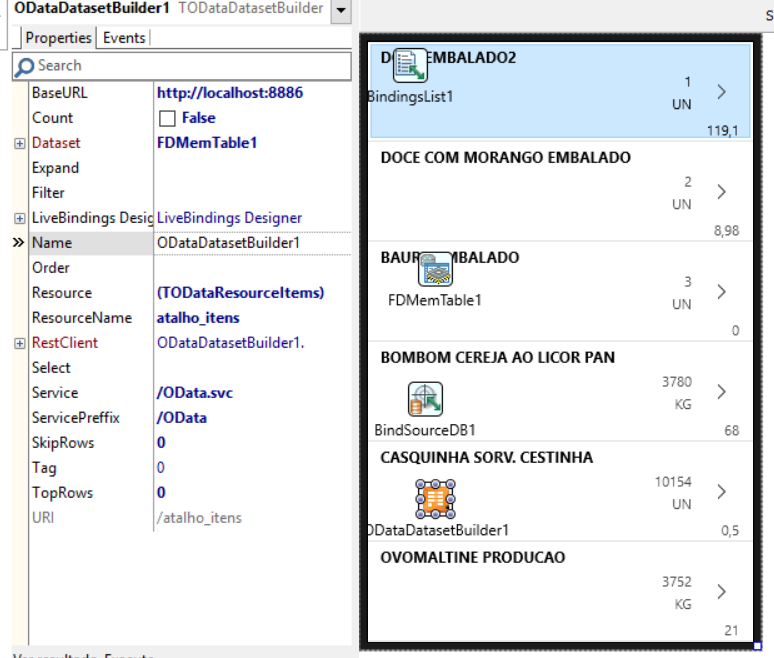 ODataDatasetBuilder1 TODataDatasetBuilder
Properties Events
Search
BaseURL http://localhost:8886
Count False
Dataset FDMemTable1
Expand
Filter
LiveBindings Desig LiveBindings Designer
Name ODataDatasetBuilder1
Order
Resource (TODataResourceItems)
ResourceName atalho_itens
RestClient ODataDatasetBuilder1.
Select
Service /OData.svc
ServicePreffix /OData
SkipRows 0
Tag 0
TopRows 0
URI /atalho_itens
S
EMBALADO2
1
BindingsList1
UN
119,1
DOCE COM MORANGO EMBALADO
2
UN
8,98
BAUR BALADO
3
FDMemTable1
UN
0
BOMBOM CEREJA AO LICOR PAN
3780
KG
BindSourceDB1
68
CASQUINHA SORV. CESTINHA
10154
UN
ODataDatasetBuilder1
0,5
OVOMALTINE PRODUCAO
3752
KG
21